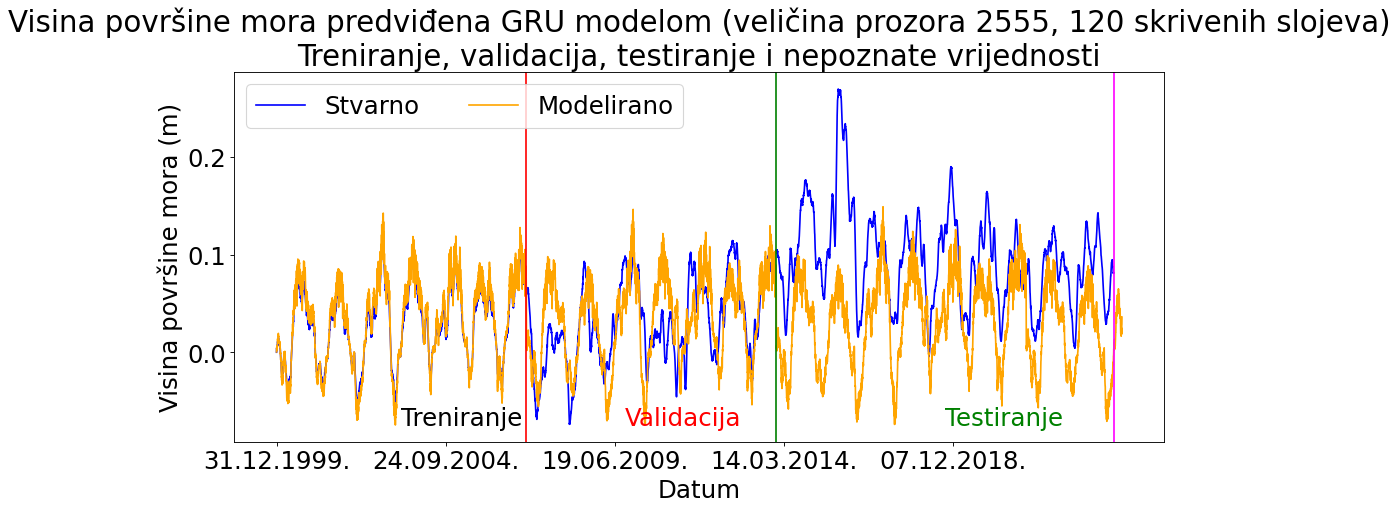 Visina površine mora predviđena GRU modelom (veličina prozora 2555, 120 skrivenih slojeva)
Treniranje, validacija, testiranje i nepoznate vrijednosti
Stvarno
Modelirano
Visina površine mora (m)
0.2
0.1
0.0
Treniranje
Validacija
Testiranje
31.12.1999.
24.09.2004.
19.06.2009.
14.03.2014.
07.12.2018.
Datum